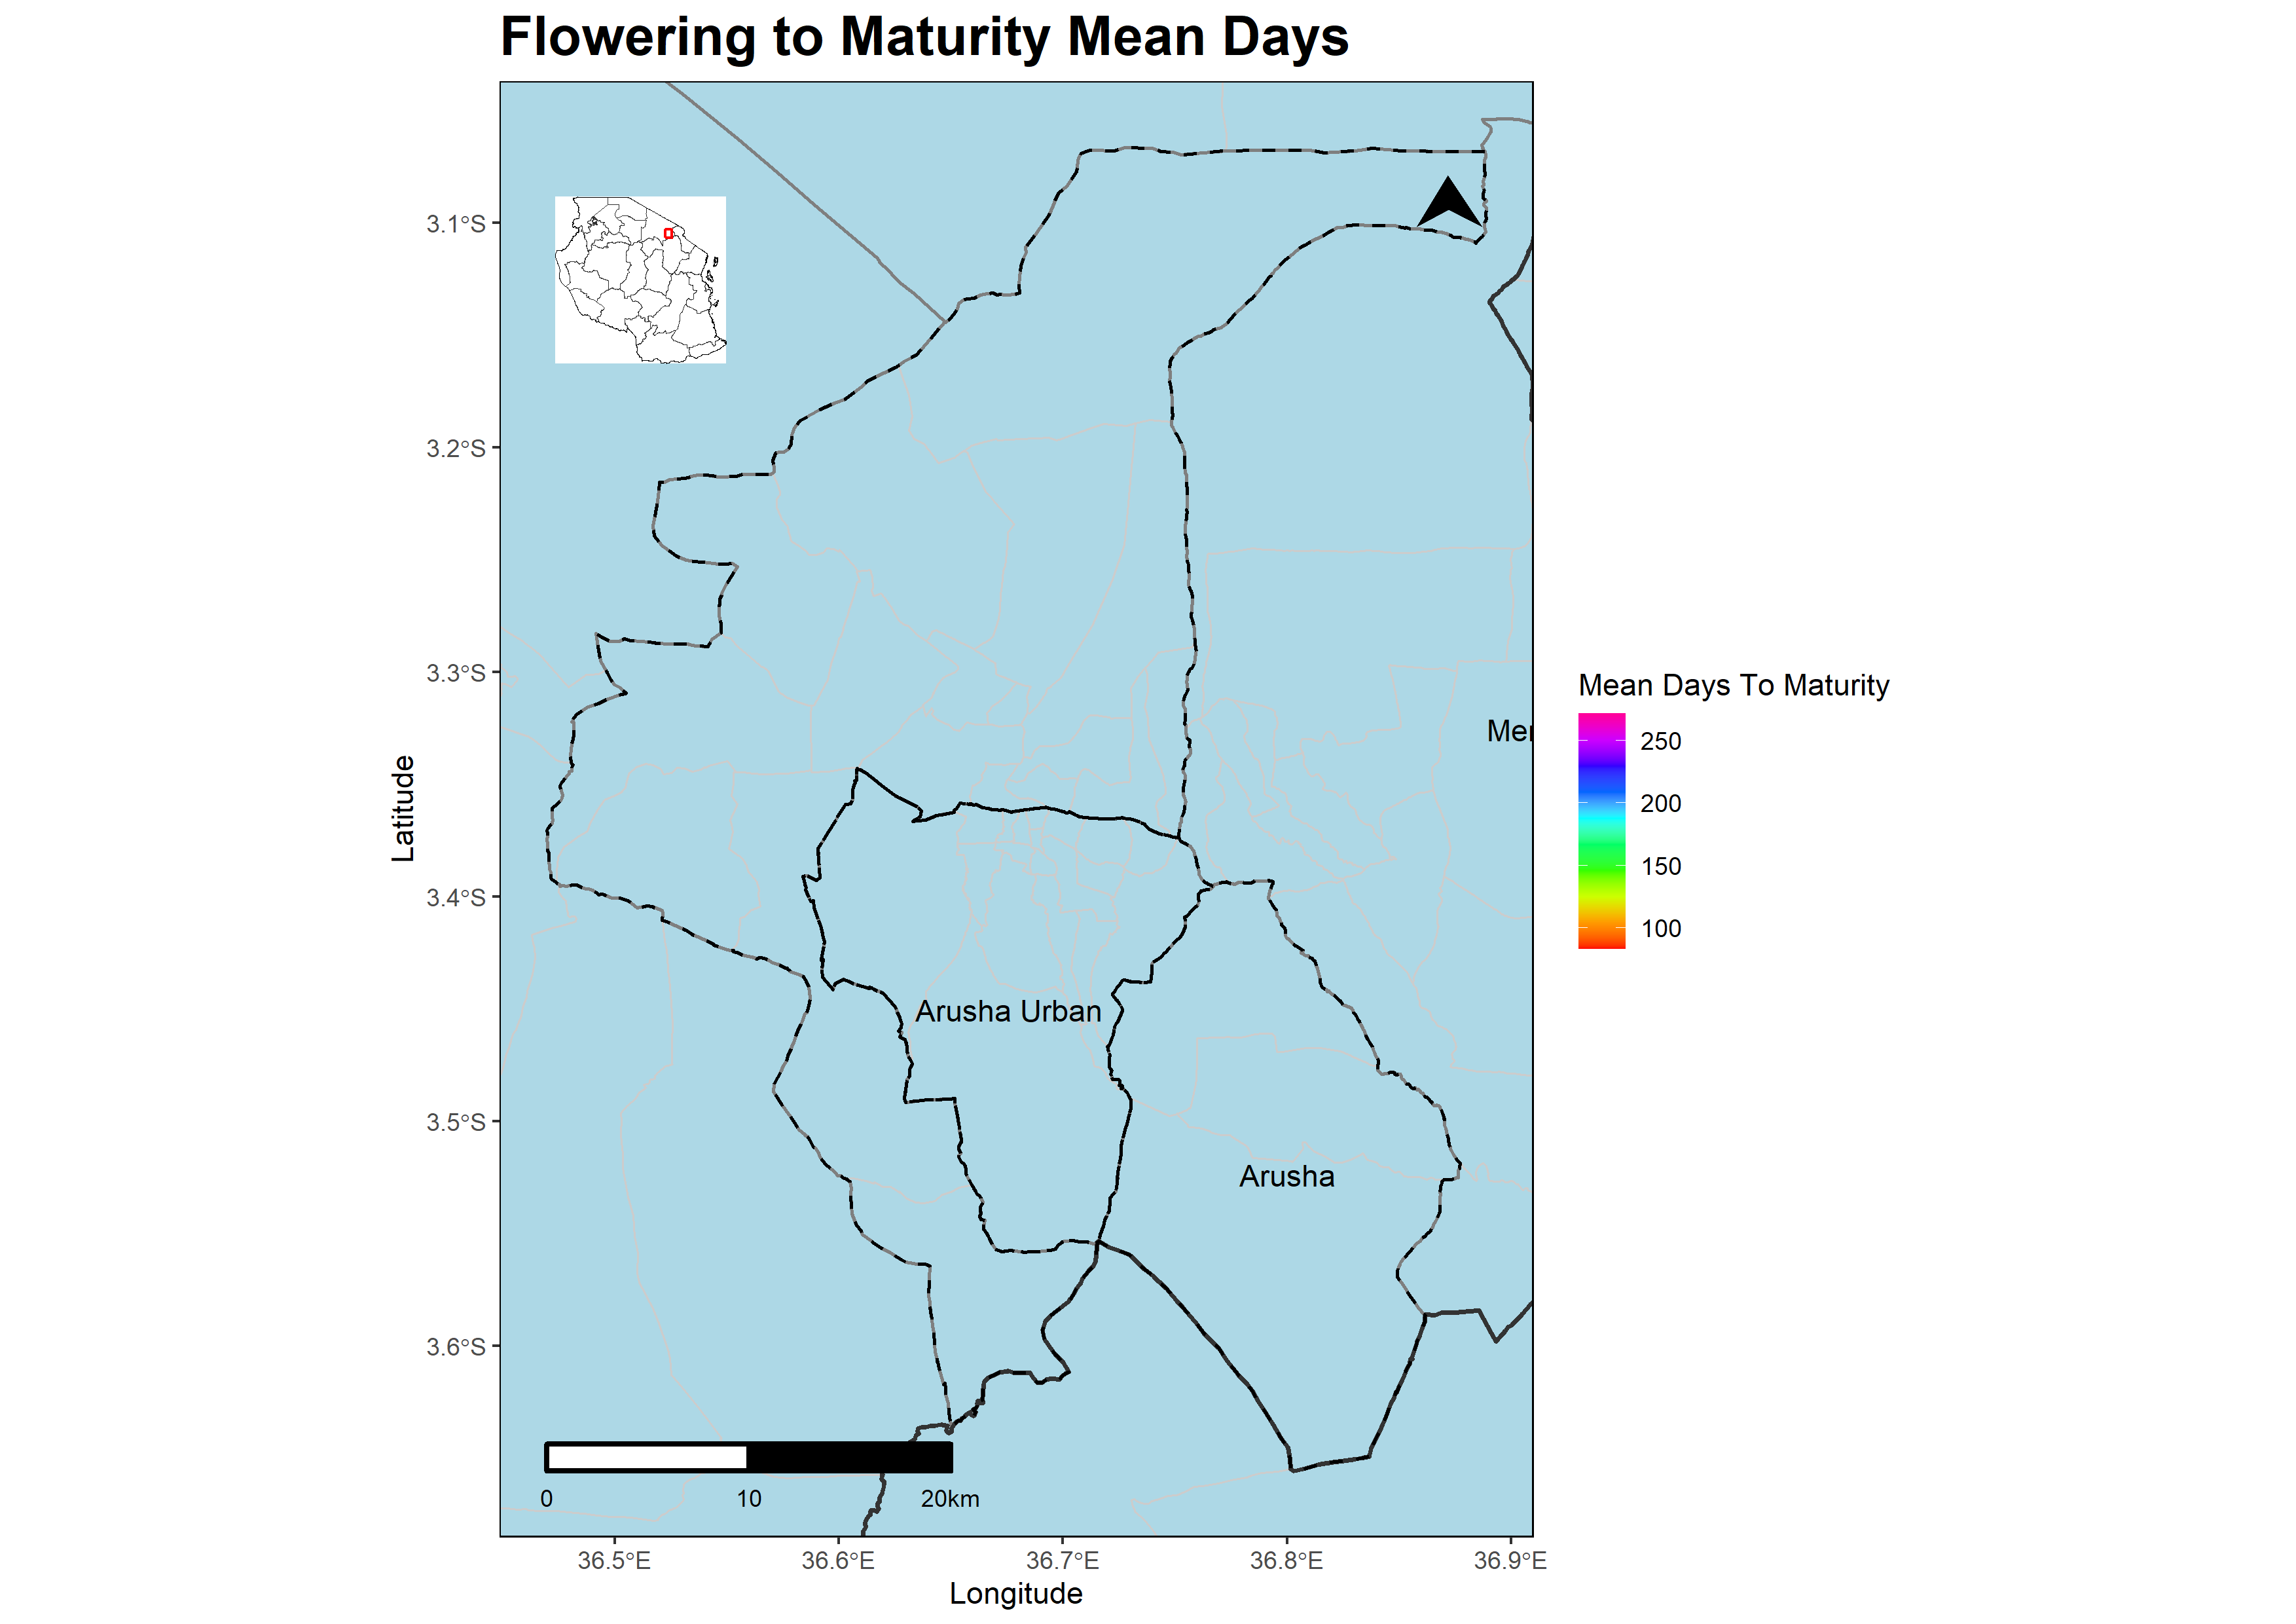 Flowering to Maturity Mean Days
3.1°S
3.2°S
3.3°S
3.4°S
3.5°S
3.6°S
Latitude
Mer
Arusha Urban
Arusha
0 10 20km
36.5°E 36.6°E 36.7°E 36.8°E 36.9°E
Longitude
Mean Days To Maturity
250
200
150
100